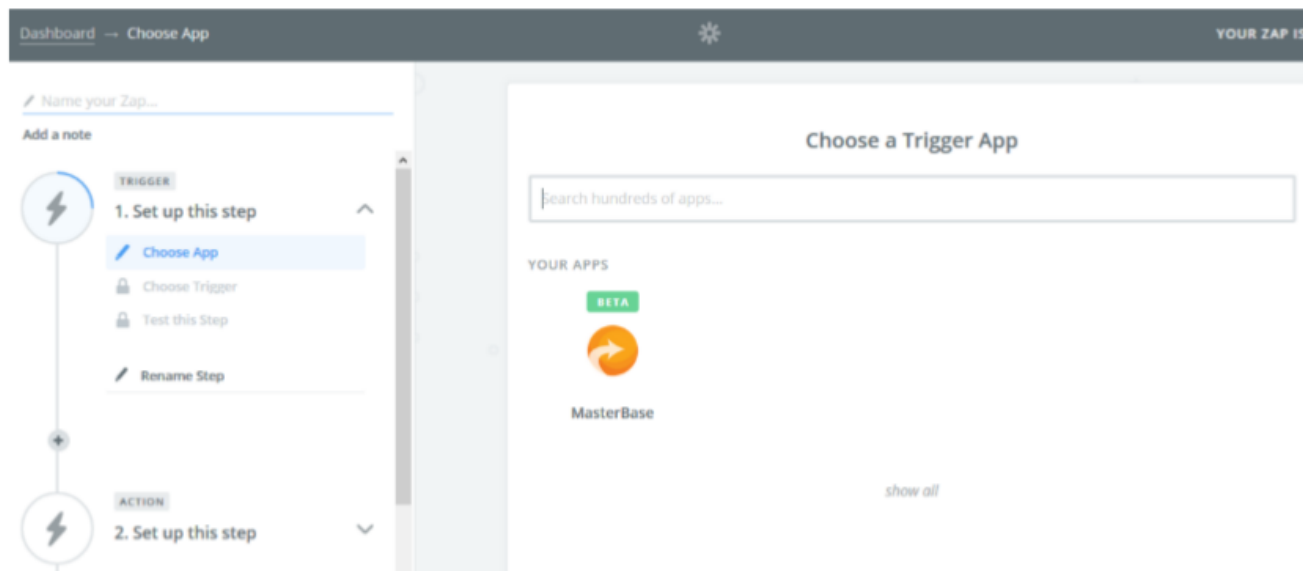 Dashboard → Choose App
YOUR ZAP IS
Name your Zap...
Add a note
TRIGGER
1. Set up this step
Choose App
Choose Trigger
Test this Step
Rename Step
ACTION
2. Set up this step
Choose a Trigger App
Search hundreds of apps...
YOUR APPS
BETA
MasterBase
show all